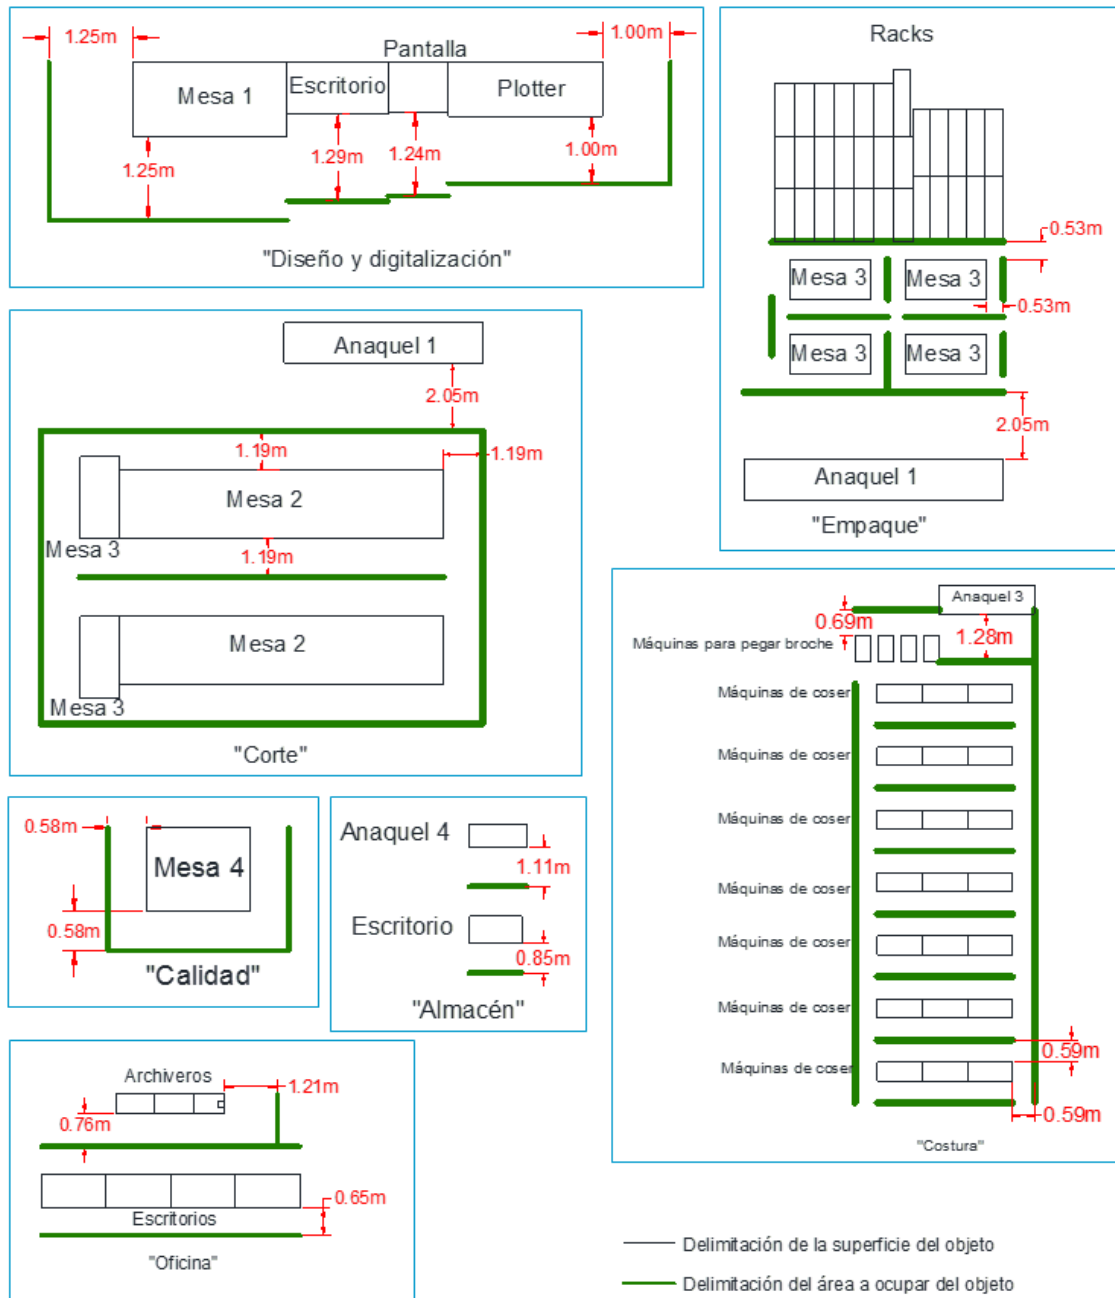 1.25m
1.00m
Pantalla
Mesa 1
Escritorio
Plotter
1.25m
1.29m
1.24m
1.00m
"Diseño y digitalización"
Racks
0.53m
Mesa 3
Mesa 3
0.53m
Mesa 3
Mesa 3
2.05m
Anaquel 1
"Empaque"
Anaquel 1
2.05m
1.19m
1.19m
Mesa 2
Mesa 3
1.19m
Mesa 2
Mesa 3
"Corte"
Anaquel 3
0.69m
1.28m
Máquinas para pegar broche
Máquinas de coser
Máquinas de coser
Máquinas de coser
Máquinas de coser
Máquinas de coser
Máquinas de coser
0.59m
Máquinas de coser
0.59m
"Costura"
0.58m
Mesa 4
0.58m
"Calidad"
Anaquel 4
1.11m
Escritorio
0.85m
"Almacén"
Archiveros
1.21m
0.76m
0.65m
Escritorios
"Oficina"
Delimitación de la superficie del objeto
Delimitación del área a ocupar del objeto